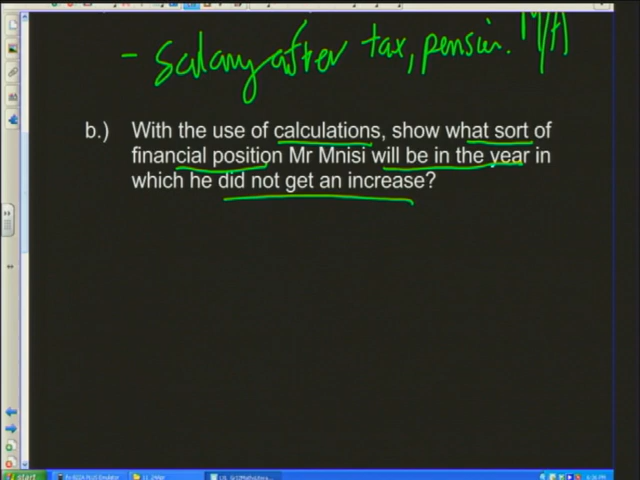 - Salary after tax, pension. M/A
b.) With the use of calculations, show what sort of
financial position Mr Mnisi will be in the year in
which he did not get an increase?
start